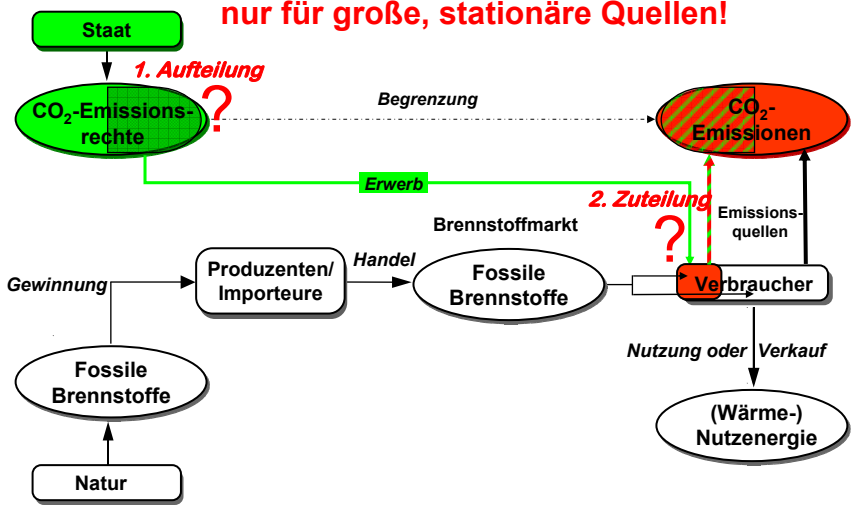 nur für große, stationäre Quellen!
Staat
1. Aufteilung
?
CO₂-Emissions-
rechte
Begrenzung
CO₂-
Emissionen
Erwerb
2. Zuteilung
?
Emissions-
quellen
Brennstoffmarkt
Gewinnung
Produzenten/
Importeure
Handel
Fossile
Brennstoffe
Verbraucher
Nutzung oder Verkauf
Fossile
Brennstoffe
(Wärme-)
Nutzenergie
Natur